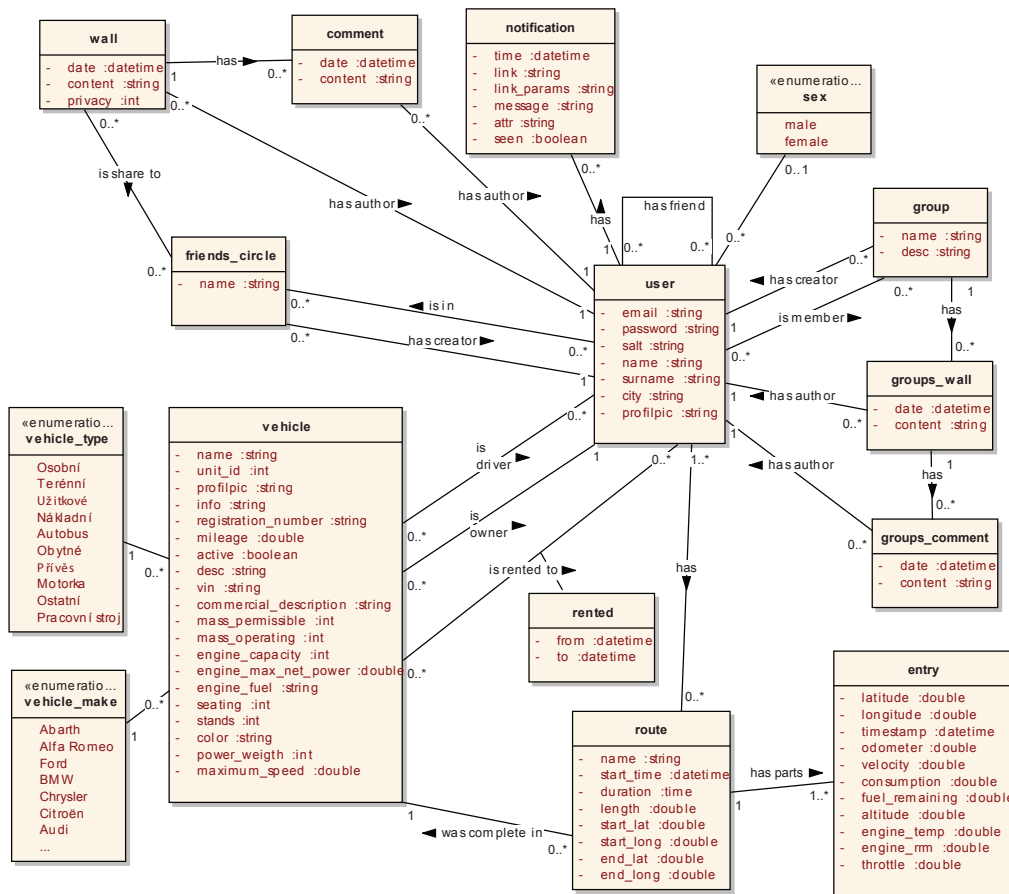 wall
- date :datetime
- content :string
- privacy :int
has
1
0..*
comment
- date :datetime
- content :string
notification
- time :datetime
- link :string
- link_params :string
- message :string
- attr :string
- seen :boolean
«enumeratio...
sex
male
female
0..*
0..*
0..*
0..*
0..1
is share to
has author
has author
has
1
has friend
0..*
0..*
0..*
group
- name :string
- desc :string
0..*
0..*
1
friends_circle
- name :string
0..*
0..*
0..*
is in
has creator
1
1
0..*
1
user
- email :string
- password :string
- salt :string
- name :string
- surname :string
- city :string
- profilpic :string
has creator
1
is member
0..*
has
0..*
groups_wall
- date :datetime
- content :string
has author
1
0..*
1
has
0..*
has author
1
0..*
groups_comment
- date :datetime
- content :string
«enumeratio...
vehicle_type
Osobní
Terénní
Užitkové
Nákladní
Autobus
Obytné
Přívěs
Motorka
Ostatní
Pracovní stroj
1
0..*
vehicle
- name :string
- unit_id :int
- profilpic :string
- info :string
- registration_number :string
- mileage :double
- active :boolean
- desc :string
- vin :string
- commercial_description :string
- mass_permissible :int
- mass_operating :int
- engine_capacity :int
- engine_max_net_power :double
- engine_fuel :string
- seating :int
- stands :int
- color :string
- power_weigth :int
- maximum_speed :double
is
driver
0..*
0..*
is
owner
1
0..*
is rented to
0..*
0..*
1..*
has
0..*
rented
- from :datetime
- to :datetime
«enumeratio...
vehicle_make
Abarth
Alfa Romeo
Ford
BMW
Chrysler
Citroën
Audi
...
0..*
1
route
- name :string
- start_time :datetime
- duration :time
- length :double
- start_lat :double
- start_long :double
- end_lat :double
- end_long :double
has parts
1
1..*
entry
- latitude :double
- longitude :double
- timestamp :datetime
- odometer :double
- velocity :double
- consumption :double
- fuel_remaining :double
- altitude :double
- engine_temp :double
- engine_rrm :double
- throttle :double
1
was complete in
0..*